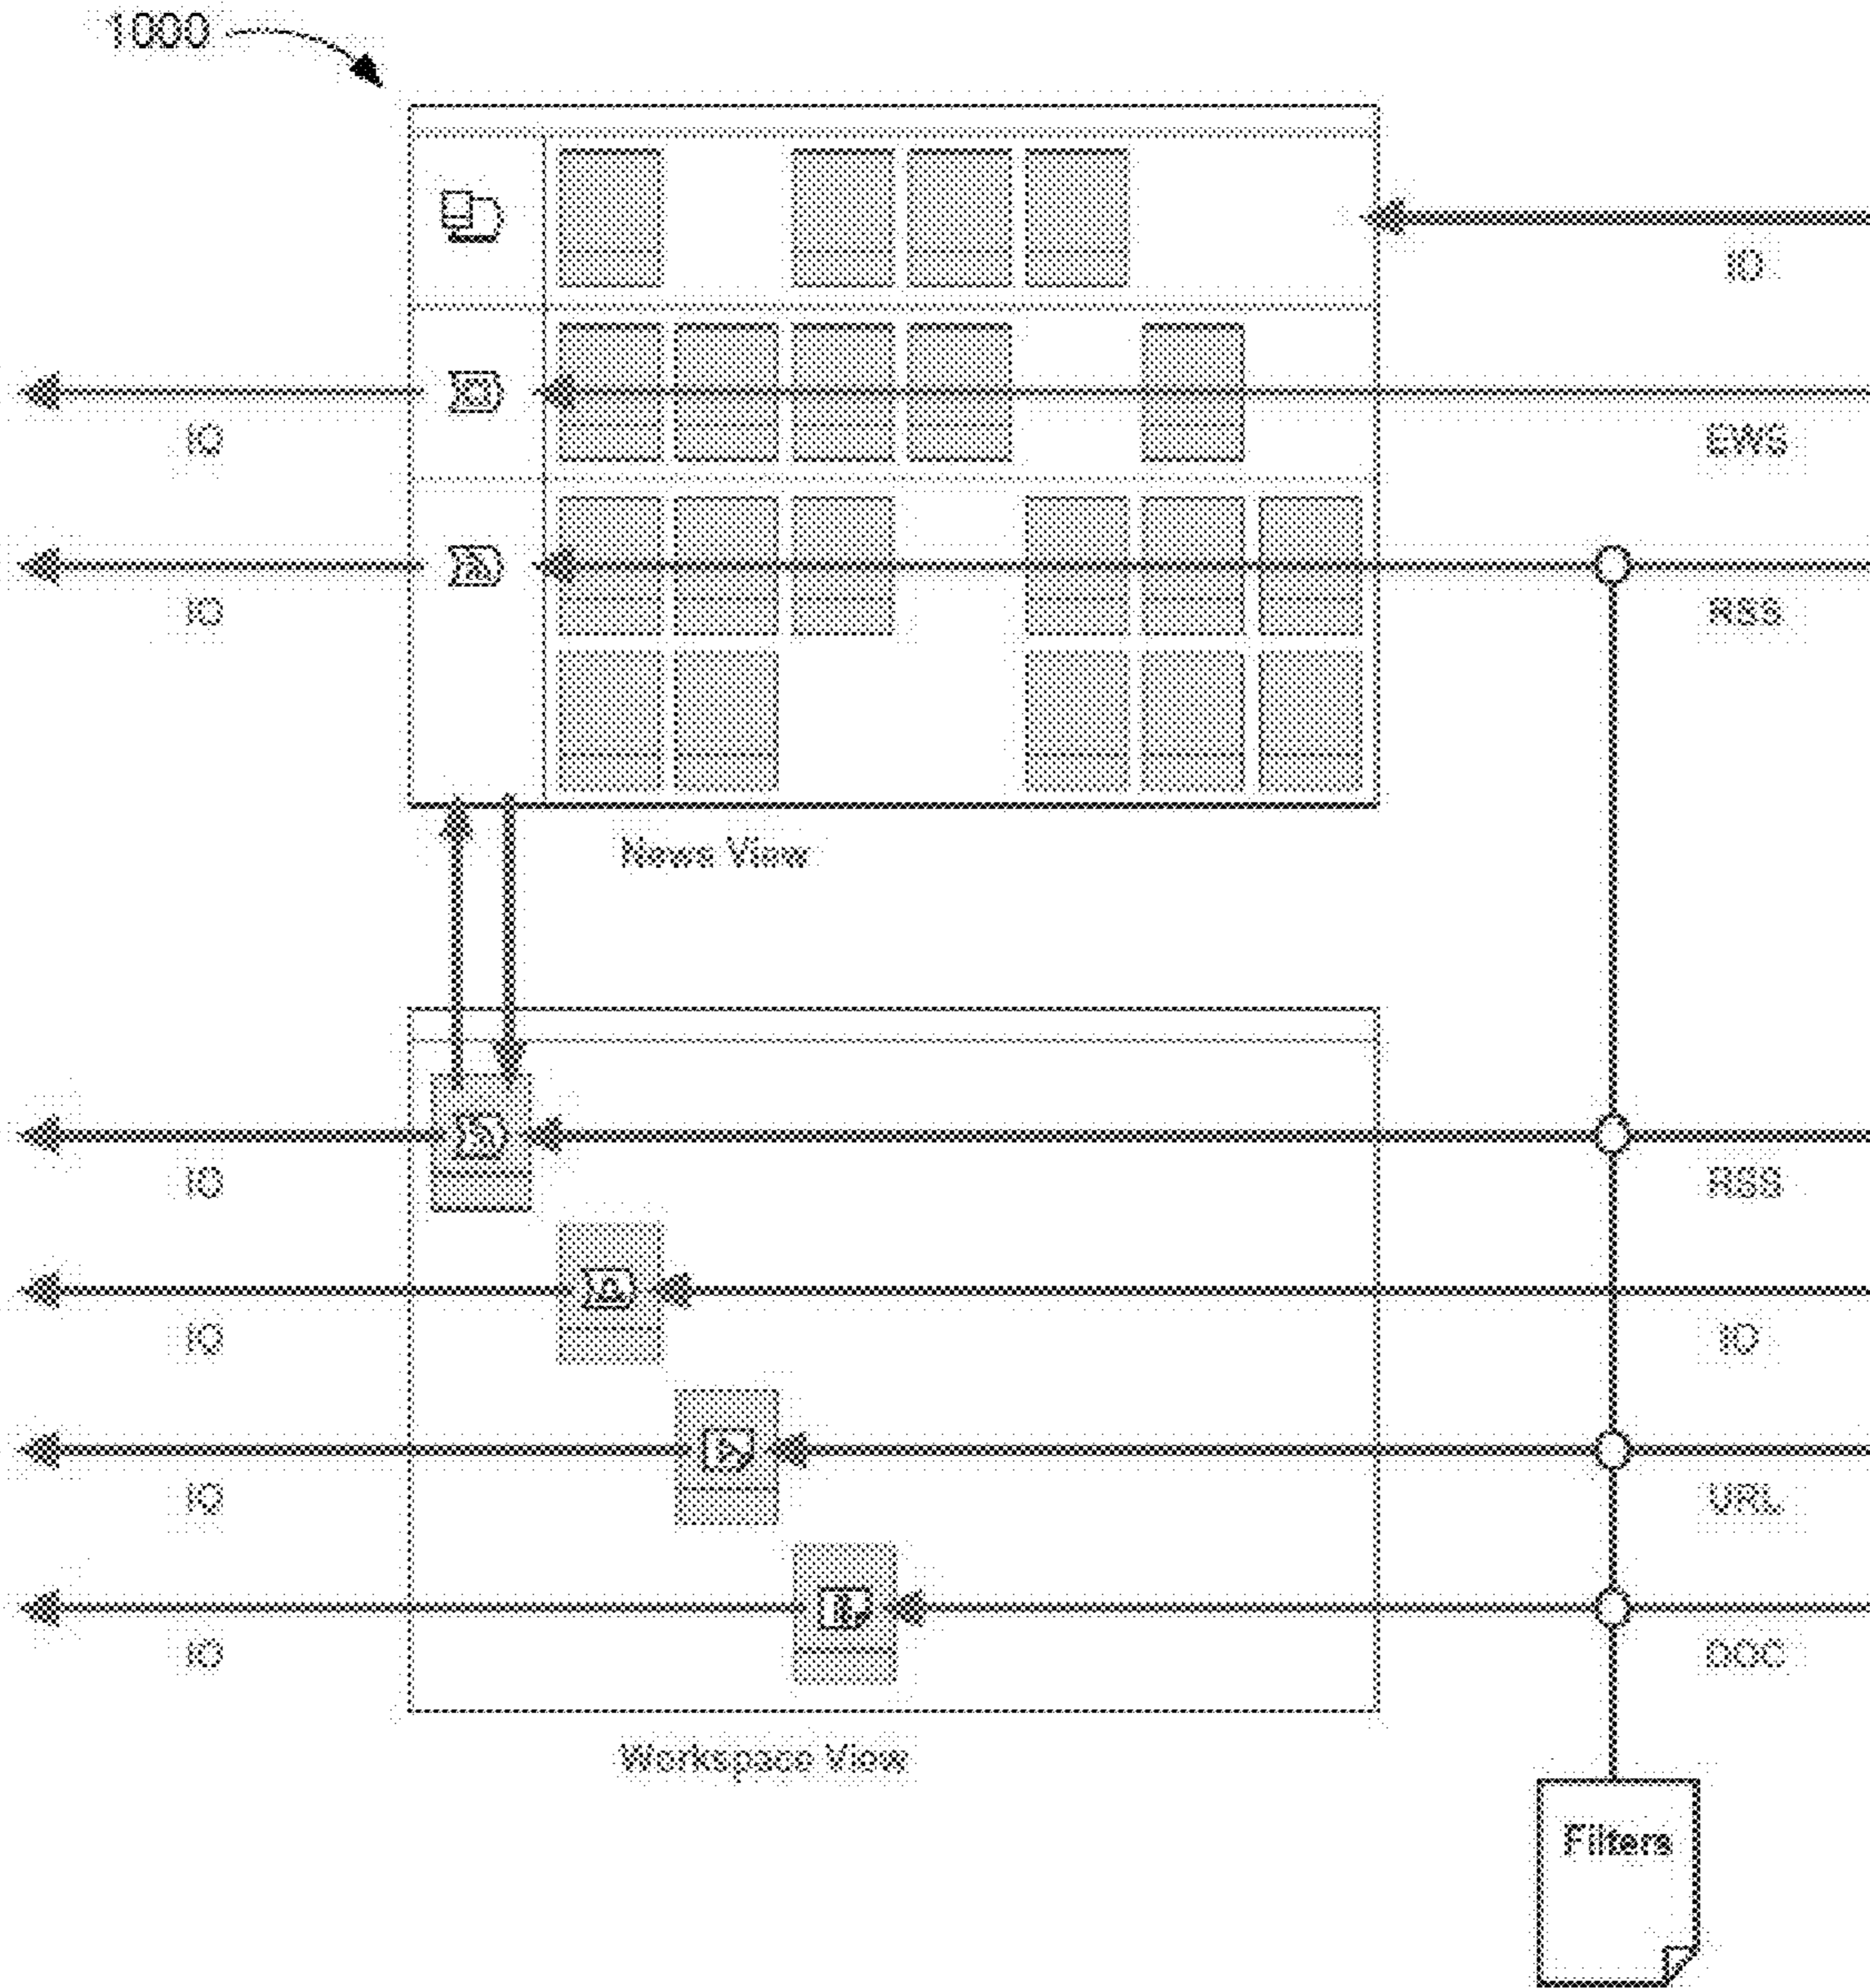 1000
IO
IO
EWS
IO
RSS
News View
IO
RSS
IO
IO
IO
URL
IO
DOC
Workspace View
Filters